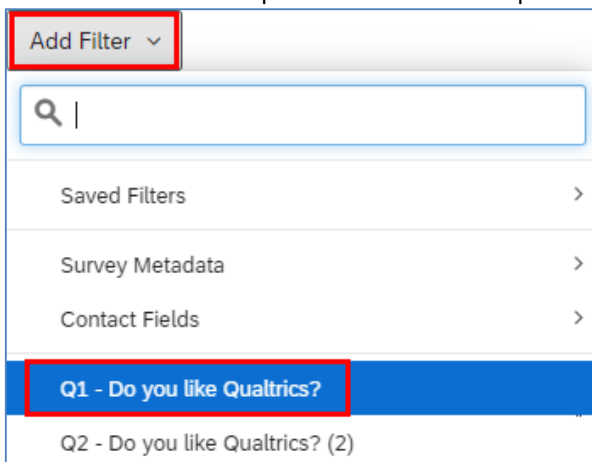 Add Filter
Saved Filters
Survey Metadata
Contact Fields
Q1 - Do you like Qualtrics?
Q2 - Do you like Qualtrics? (2)